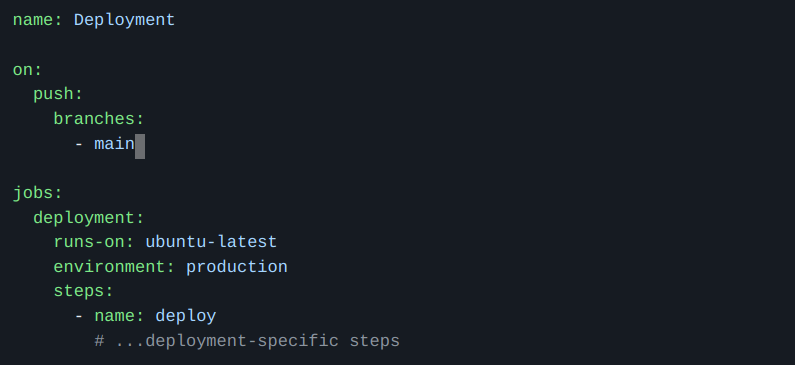 name: Deployment

on:
  push:
    branches:
      - main

jobs:
  deployment:
    runs-on: ubuntu-latest
    environment: production
    steps:
      - name: deploy
        # ...deployment-specific steps